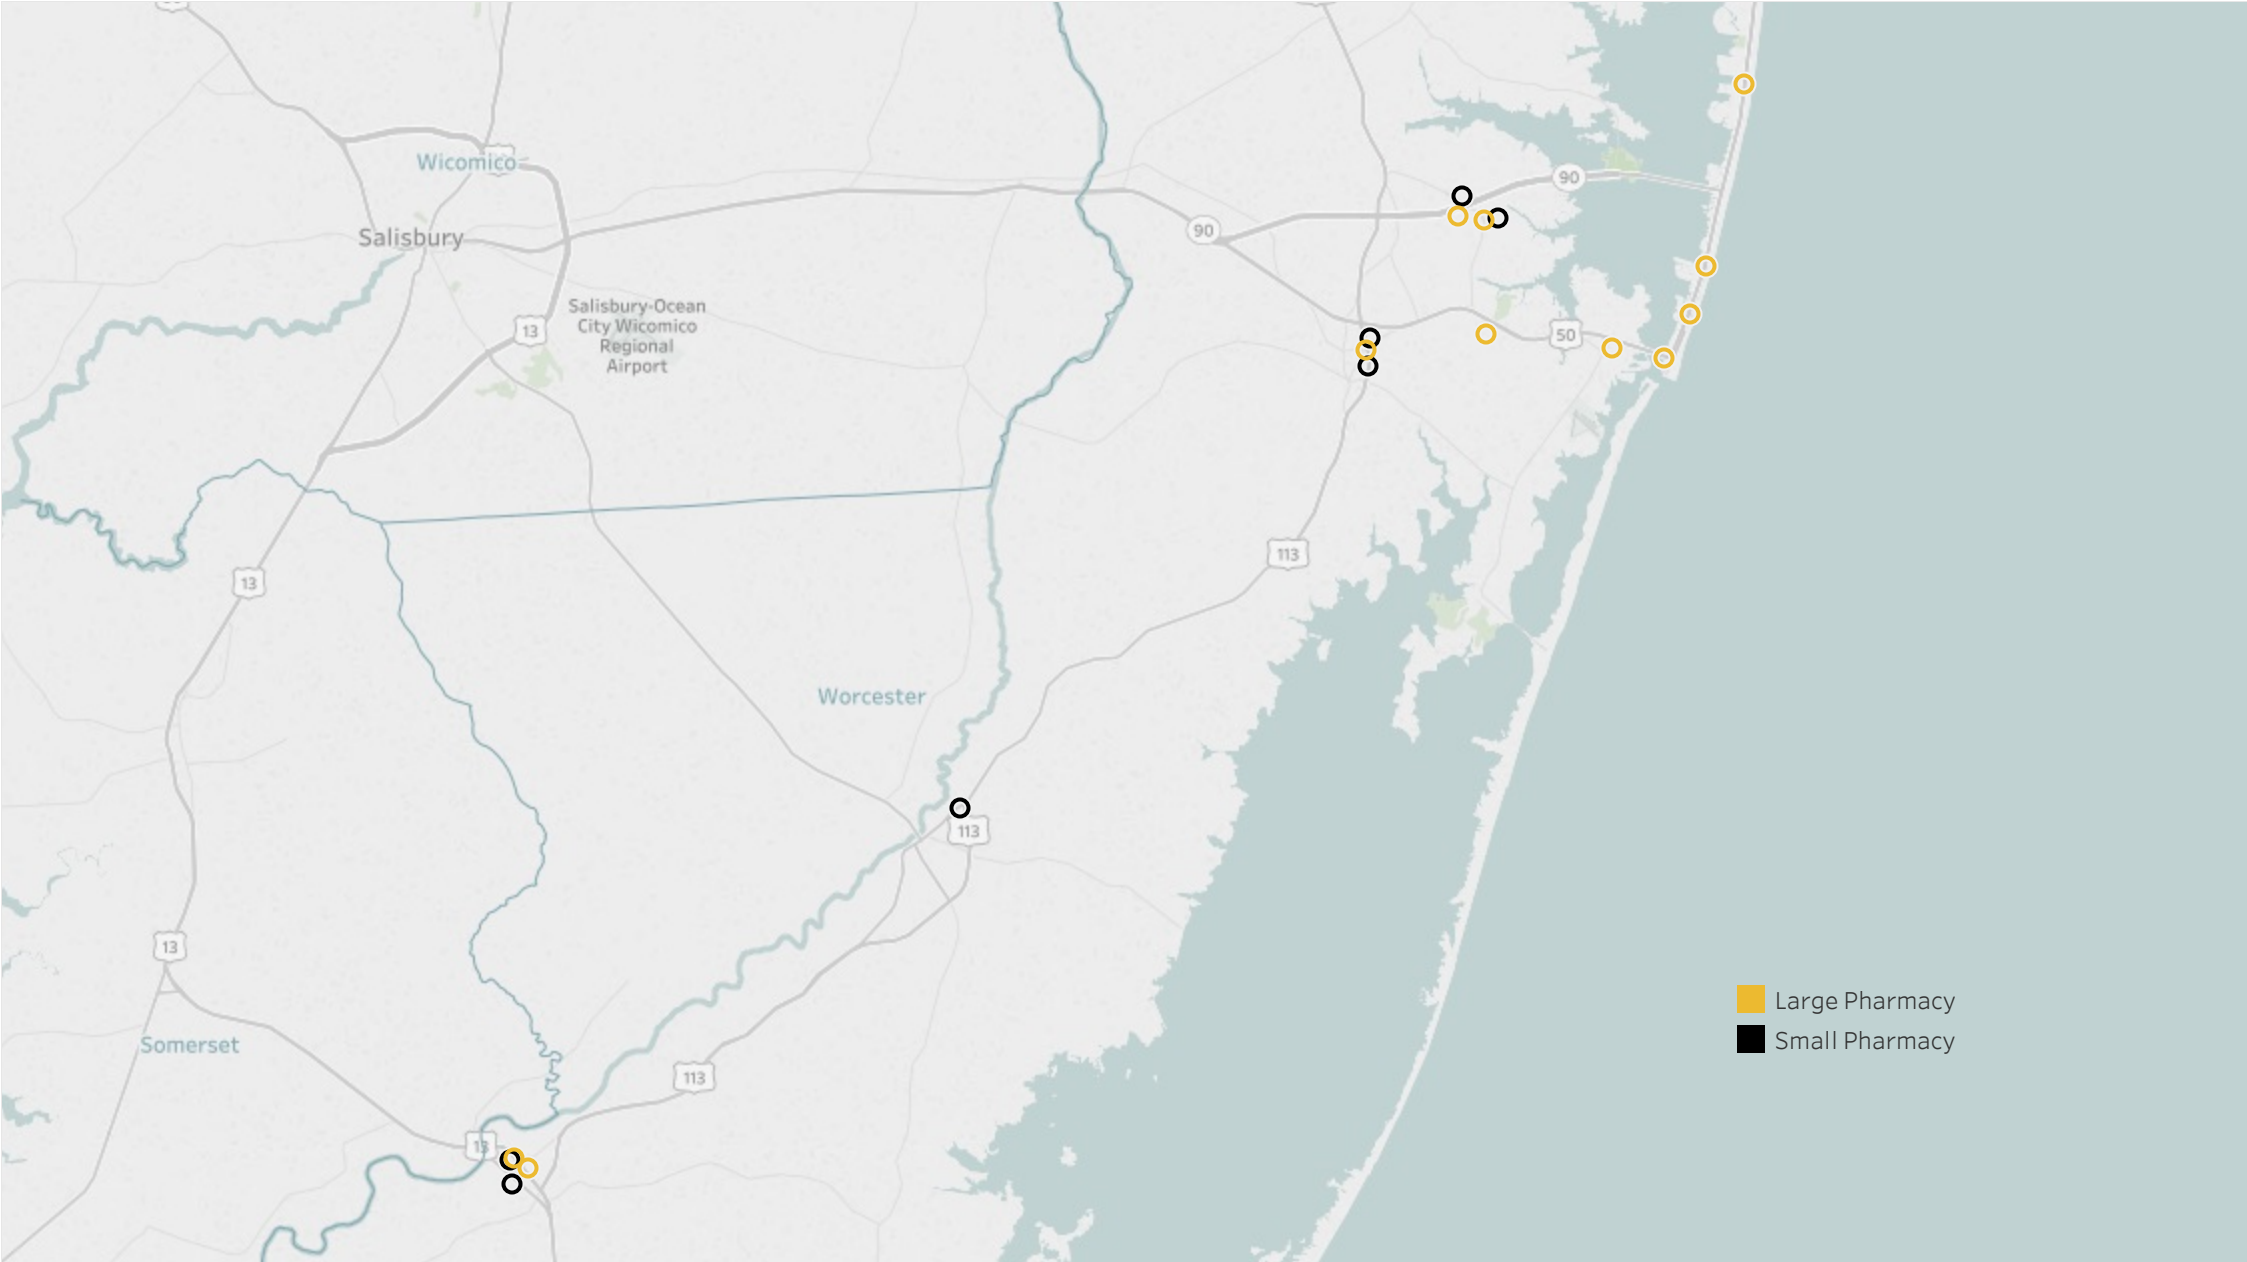 Wicomico
90
Salisbury
90
Salisbury-Ocean
City Wicomico
Regional
Airport
13
50
113
13
Worcester
113
13
Large Pharmacy
Small Pharmacy
Somerset
113
13